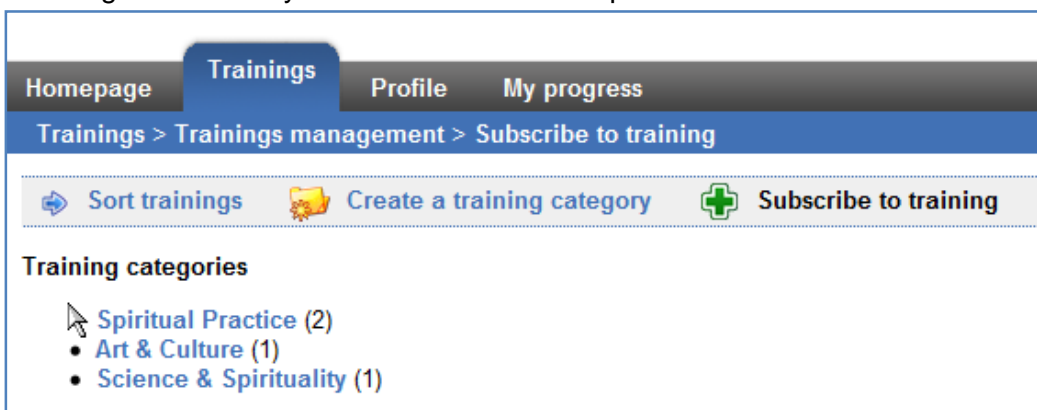 Homepage Trainings Profile My progress
Trainings > Trainings management > Subscribe to training
Sort trainings Create a training category Subscribe to training
Training categories
Spiritual Practice (2)
• Art & Culture (1)
• Science & Spirituality (1)